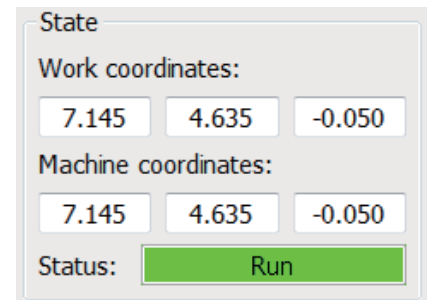 State
Work coordinates:
7.145 4.635 -0.050
Machine coordinates:
7.145 4.635 -0.050
Status: Run